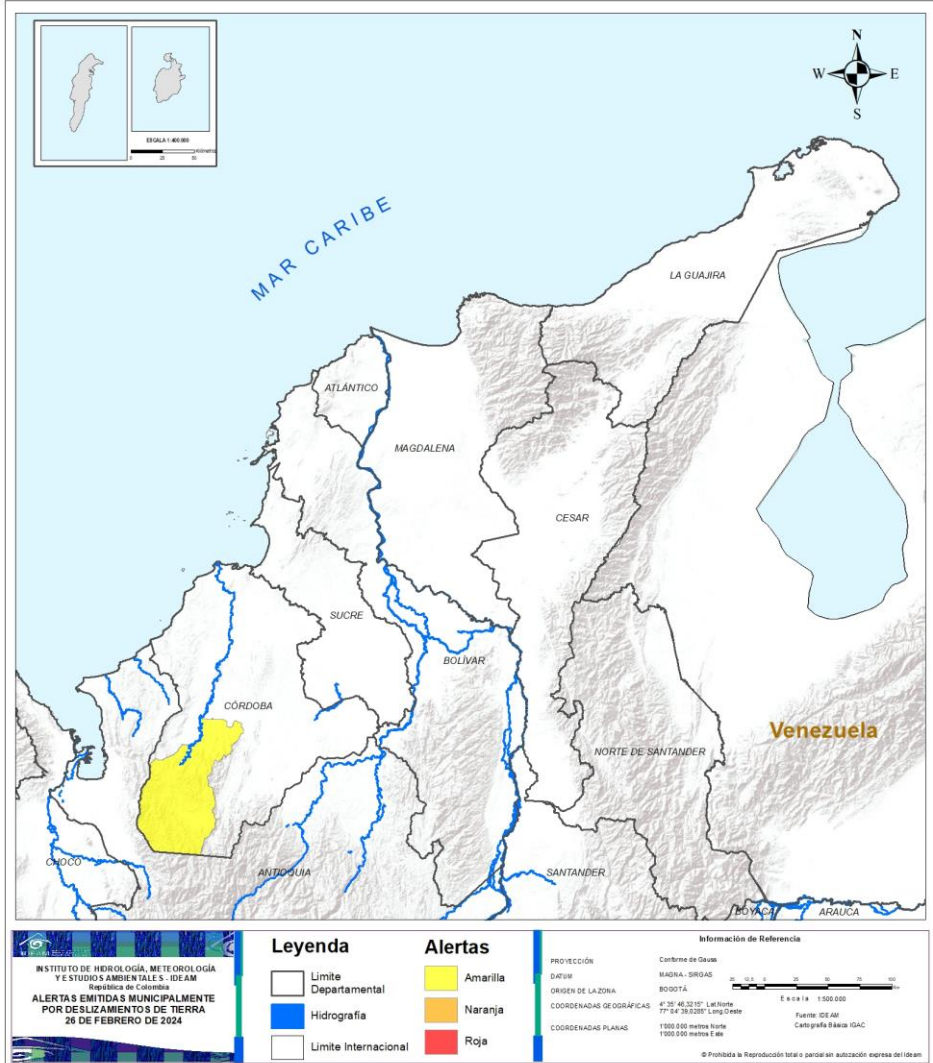 ESCALA 1:400.000
N
W
E
S
MAR CARIBE
LA GUAJIRA
ATLÁNTICO
MAGDALENA
CESAR
SUCRE
BOLÍVAR
CÓRDOBA
NORTE DE SANTANDER
Venezuela
CHOCÓ
ANTIOQUIA
SANTANDER
BOYACÁ
ARAUCA
INSTITUTO DE HIDROLOGÍA, METEOROLOGÍA
Y ESTUDIOS AMBIENTALES - IDEAM
República de Colombia
ALERTAS EMITIDAS MUNICIPALMENTE
POR DESLIZAMIENTOS DE TIERRA
26 DE FEBRERO DE 2024
Leyenda
Limite
Departamental
Hidrografía
Limite Internacional
Alertas
Amarilla
Naranja
Roja
Información de Referencia
PROYECCIÓN Conforme de Gauss
DATUM MAGNA - SIRGAS
ORIGEN DE LA ZONA BOGOTÁ
COORDENADAS GEOGRÁFICAS 4° 35' 46,3215" Lat.Norte
77° 04' 39,0285" Long.Oeste
COORDENADAS PLANAS 1'000.000 metros Norte
1'000.000 metros Este
Escala 1:500.000
Fuente: IDEAM
Cartografía Básica: IGAC
© Prohibida la Reproducción total o parcial sin autización expresa del Ideam